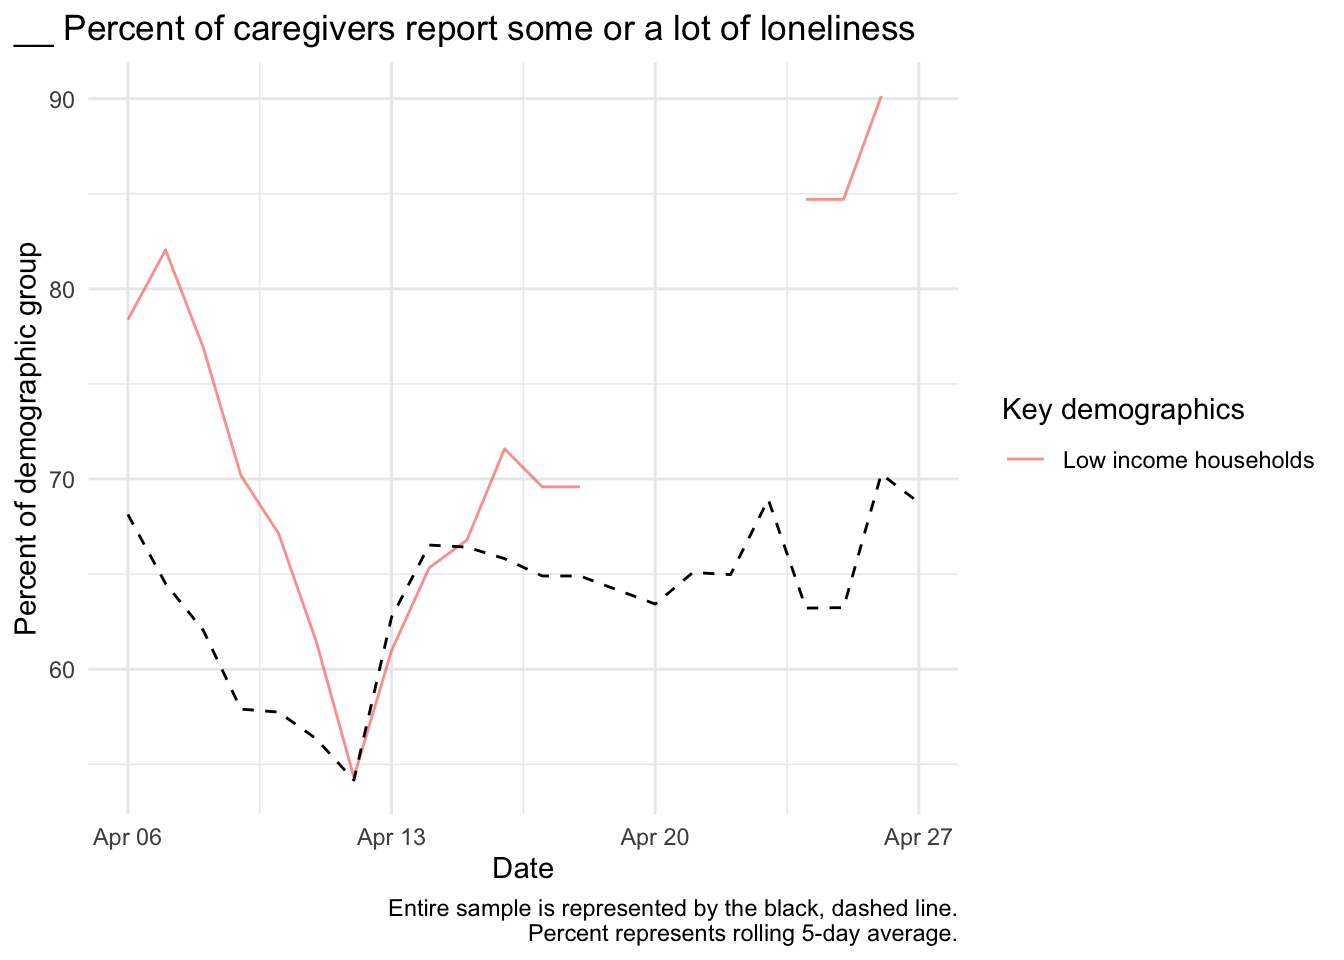 __ Percent of caregivers report some or a lot of loneliness
90
80
70
60
Percent of demographic group
Apr 06
Apr 13
Apr 20
Apr 27
Date
Key demographics
Low income households
Entire sample is represented by the black, dashed line.
Percent represents rolling 5-day average.